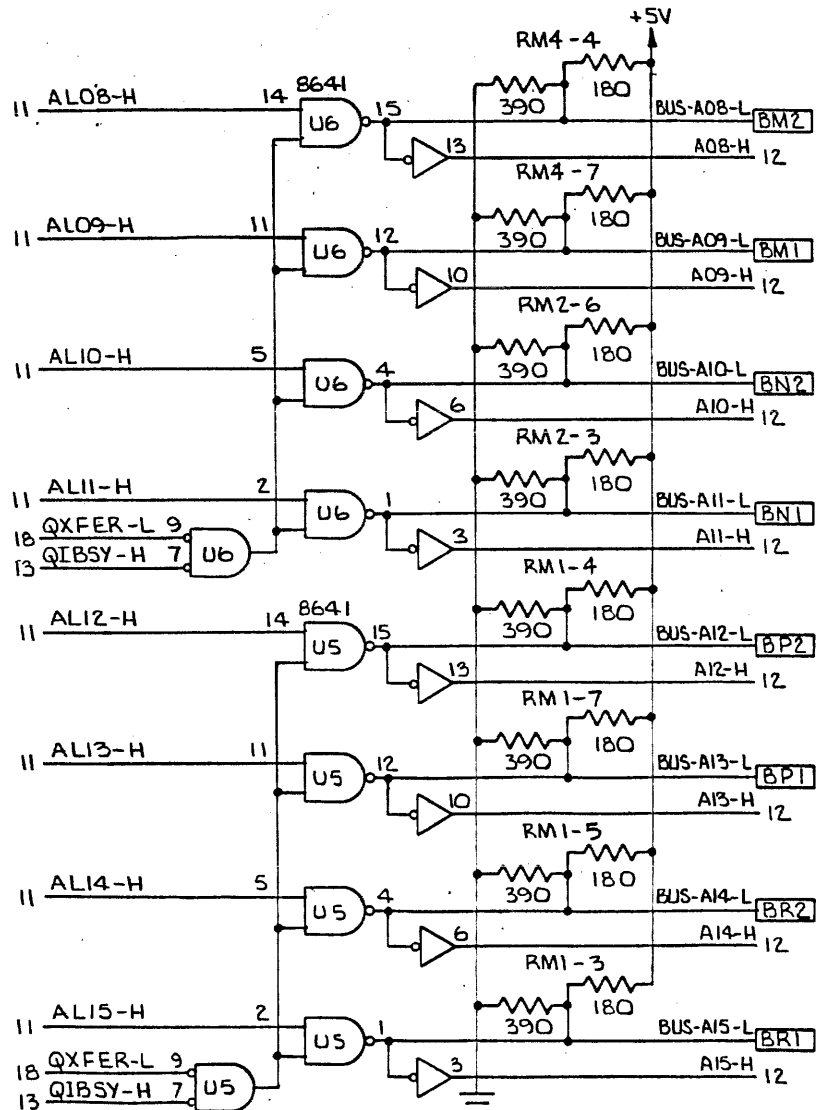 +5V
RM4-4
8641
11 AL08-H 14 U6 15 390 180 BUS-A08-L BM2
13 A08-H 12
RM4-7
11 AL09-H 11 U6 12 390 180 BUS-A09-L BM1
10 A09-H 12
RM2-6
11 AL10-H 5 U6 4 390 180 BUS-A10-L BN2
6 A10-H 12
RM2-3
11 AL11-H 2 U6 1 390 180 BUS-A11-L BN1
18 QXFER-L 9 U6 3 A11-H 12
13 QIBSY-H 7
RM1-4
8641
11 AL12-H 14 U5 15 390 180 BUS-A12-L BP2
13 A12-H 12
RM1-7
11 AL13-H 11 U5 12 390 180 BUS-A13-L BP1
10 A13-H 12
RM1-5
11 AL14-H 5 U5 4 390 180 BUS-A14-L BR2
6 A14-H 12
RM1-3
11 AL15-H 2 U5 1 390 180 BUS-A15-L BR1
18 QXFER-L 9 U5 3 A15-H 12
13 QIBSY-H 7